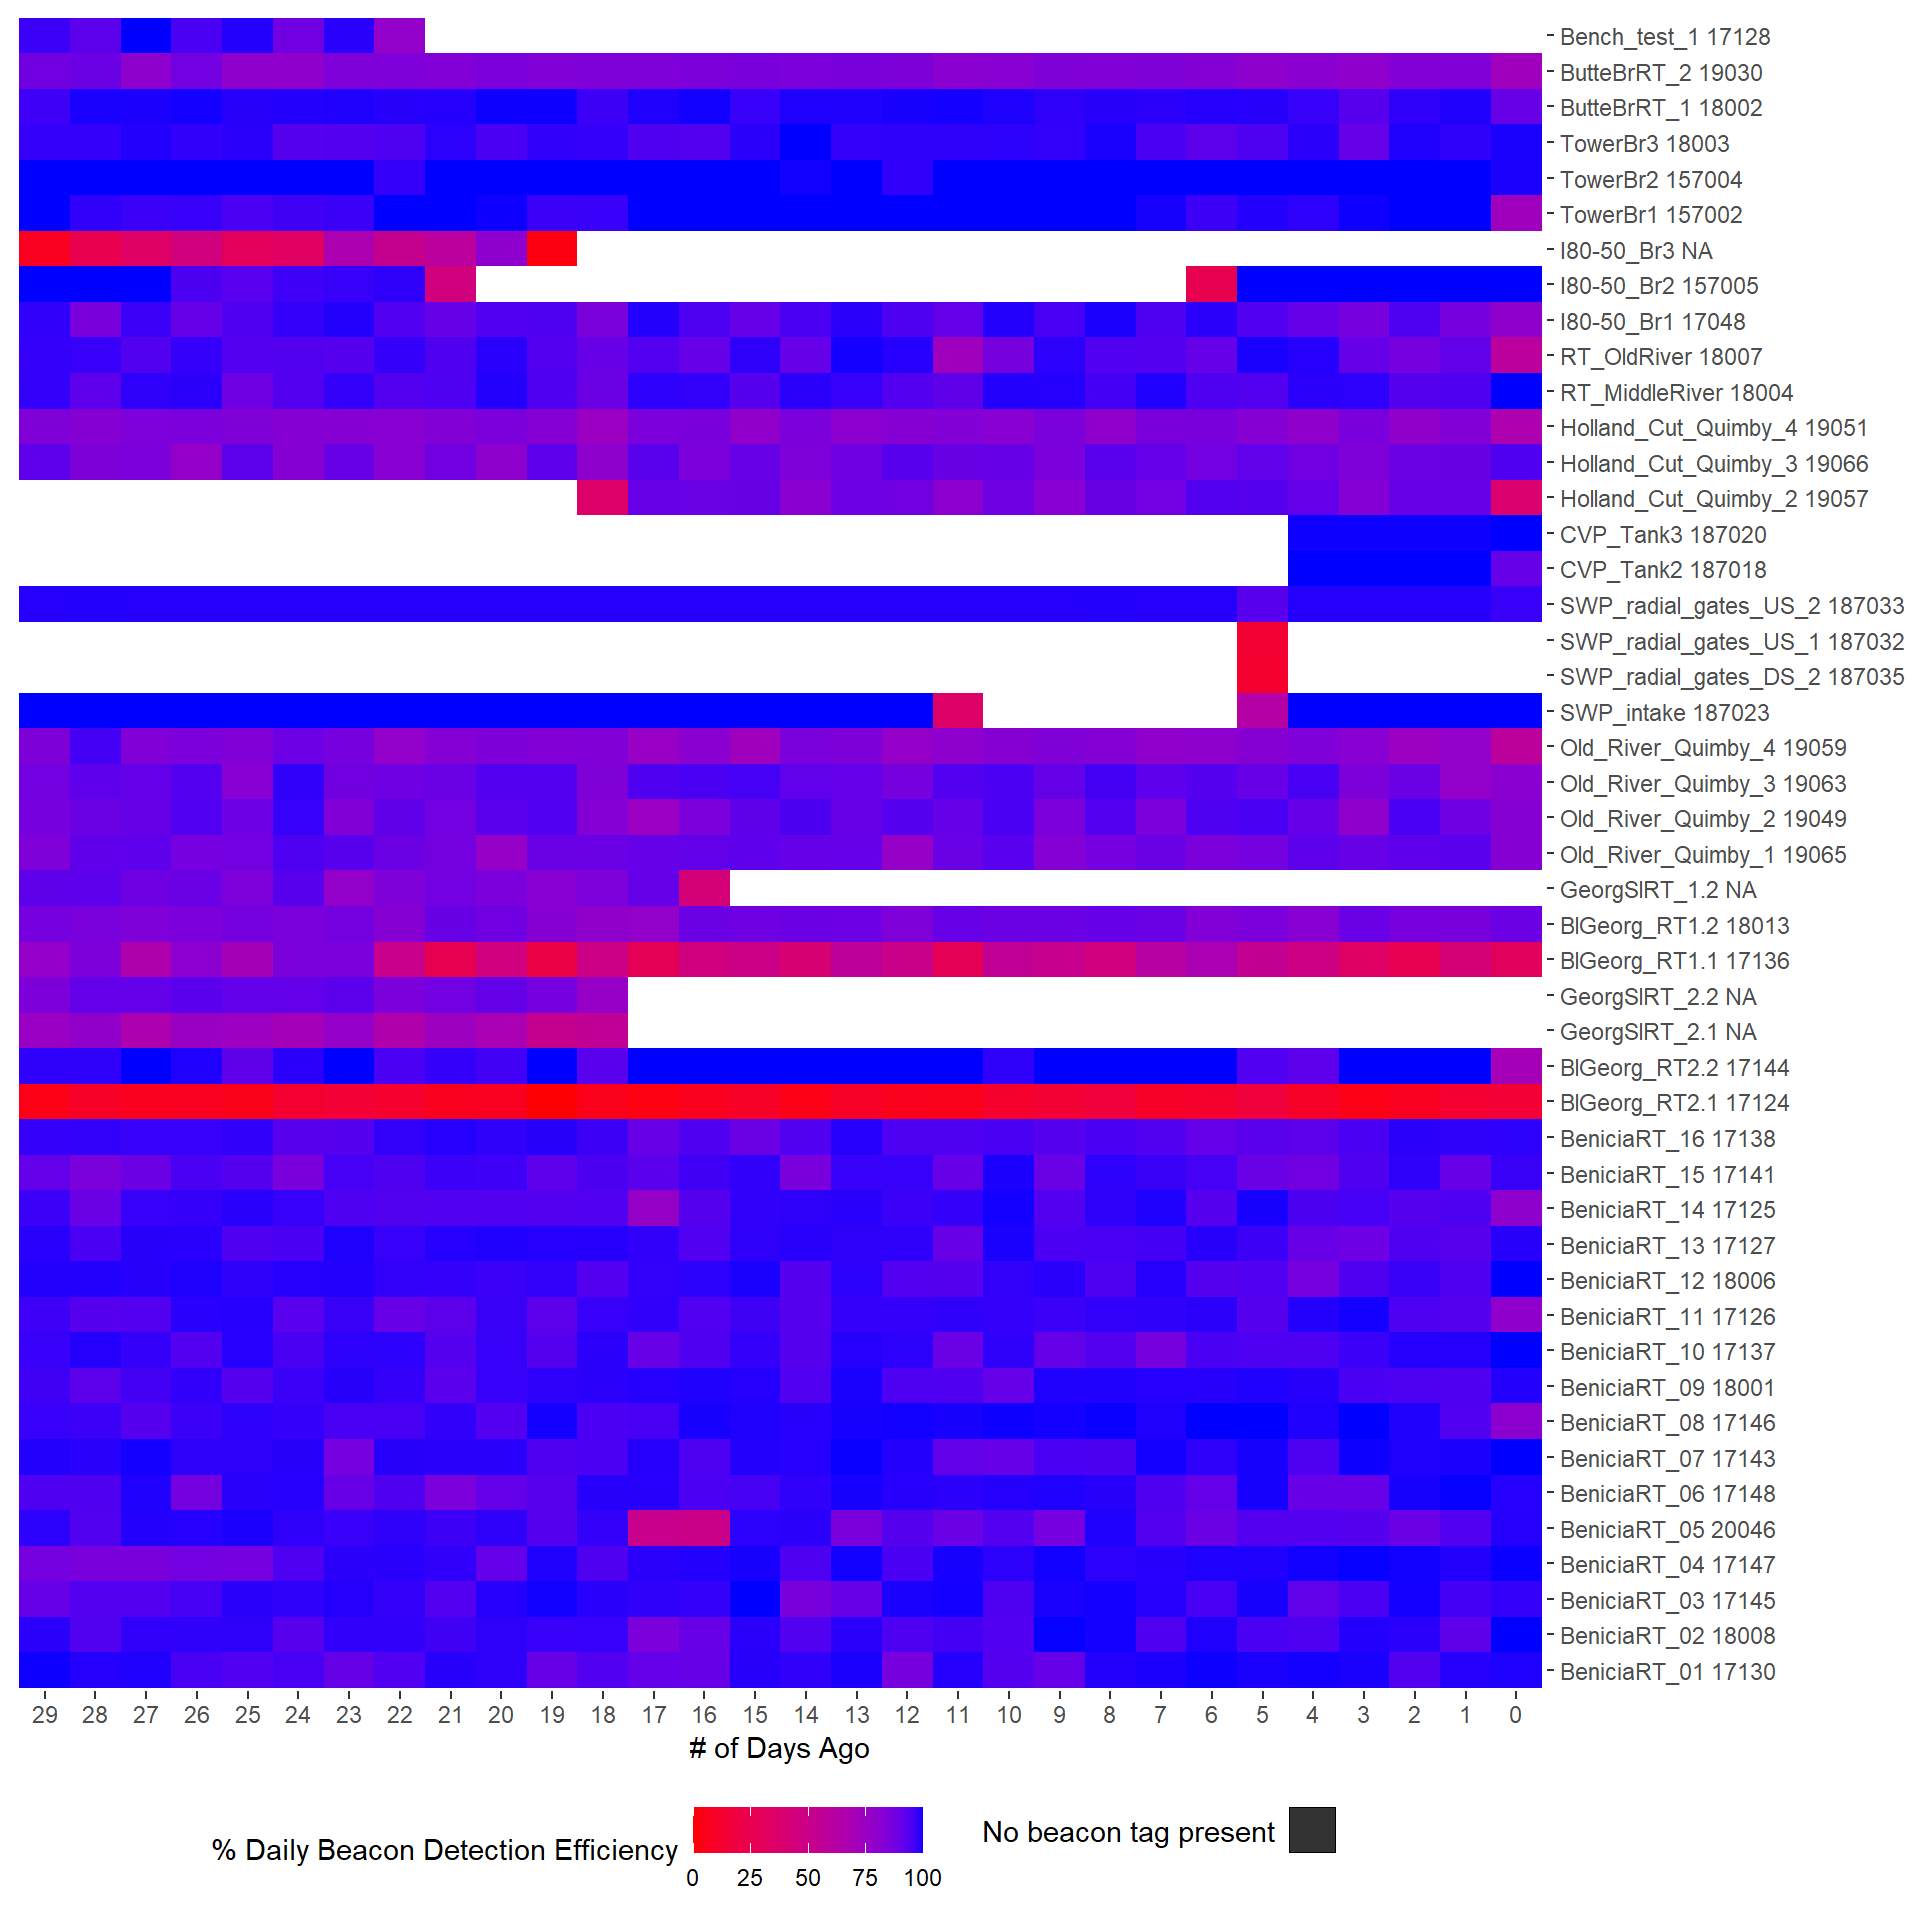 Bench_test_1 17128
ButteBrRT_2 19030
ButteBrRT_1 18002
TowerBr3 18003
TowerBr2 157004
TowerBr1 157002
I80-50_Br3 NA
I80-50_Br2 157005
I80-50_Br1 17048
RT_OldRiver 18007
RT_MiddleRiver 18004
Holland_Cut_Quimby_4 19051
Holland_Cut_Quimby_3 19066
Holland_Cut_Quimby_2 19057
CVP_Tank3 187020
CVP_Tank2 187018
SWP_radial_gates_US_2 187033
SWP_radial_gates_US_1 187032
SWP_radial_gates_DS_2 187035
SWP_intake 187023
Old_River_Quimby_4 19059
Old_River_Quimby_3 19063
Old_River_Quimby_2 19049
Old_River_Quimby_1 19065
GeorgSlRT_1.2 NA
BlGeorg_RT1.2 18013
BlGeorg_RT1.1 17136
GeorgSlRT_2.2 NA
GeorgSlRT_2.1 NA
BlGeorg_RT2.2 17144
BlGeorg_RT2.1 17124
BeniciaRT_16 17138
BeniciaRT_15 17141
BeniciaRT_14 17125
BeniciaRT_13 17127
BeniciaRT_12 18006
BeniciaRT_11 17126
BeniciaRT_10 17137
BeniciaRT_09 18001
BeniciaRT_08 17146
BeniciaRT_07 17143
BeniciaRT_06 17148
BeniciaRT_05 20046
BeniciaRT_04 17147
BeniciaRT_03 17145
BeniciaRT_02 18008
BeniciaRT_01 17130
29 28 27 26 25 24 23 22 21 20 19 18 17 16 15 14 13 12 11 10 9 8 7 6 5 4 3 2 1 0
# of Days Ago
% Daily Beacon Detection Efficiency
0 25 50 75 100
No beacon tag present